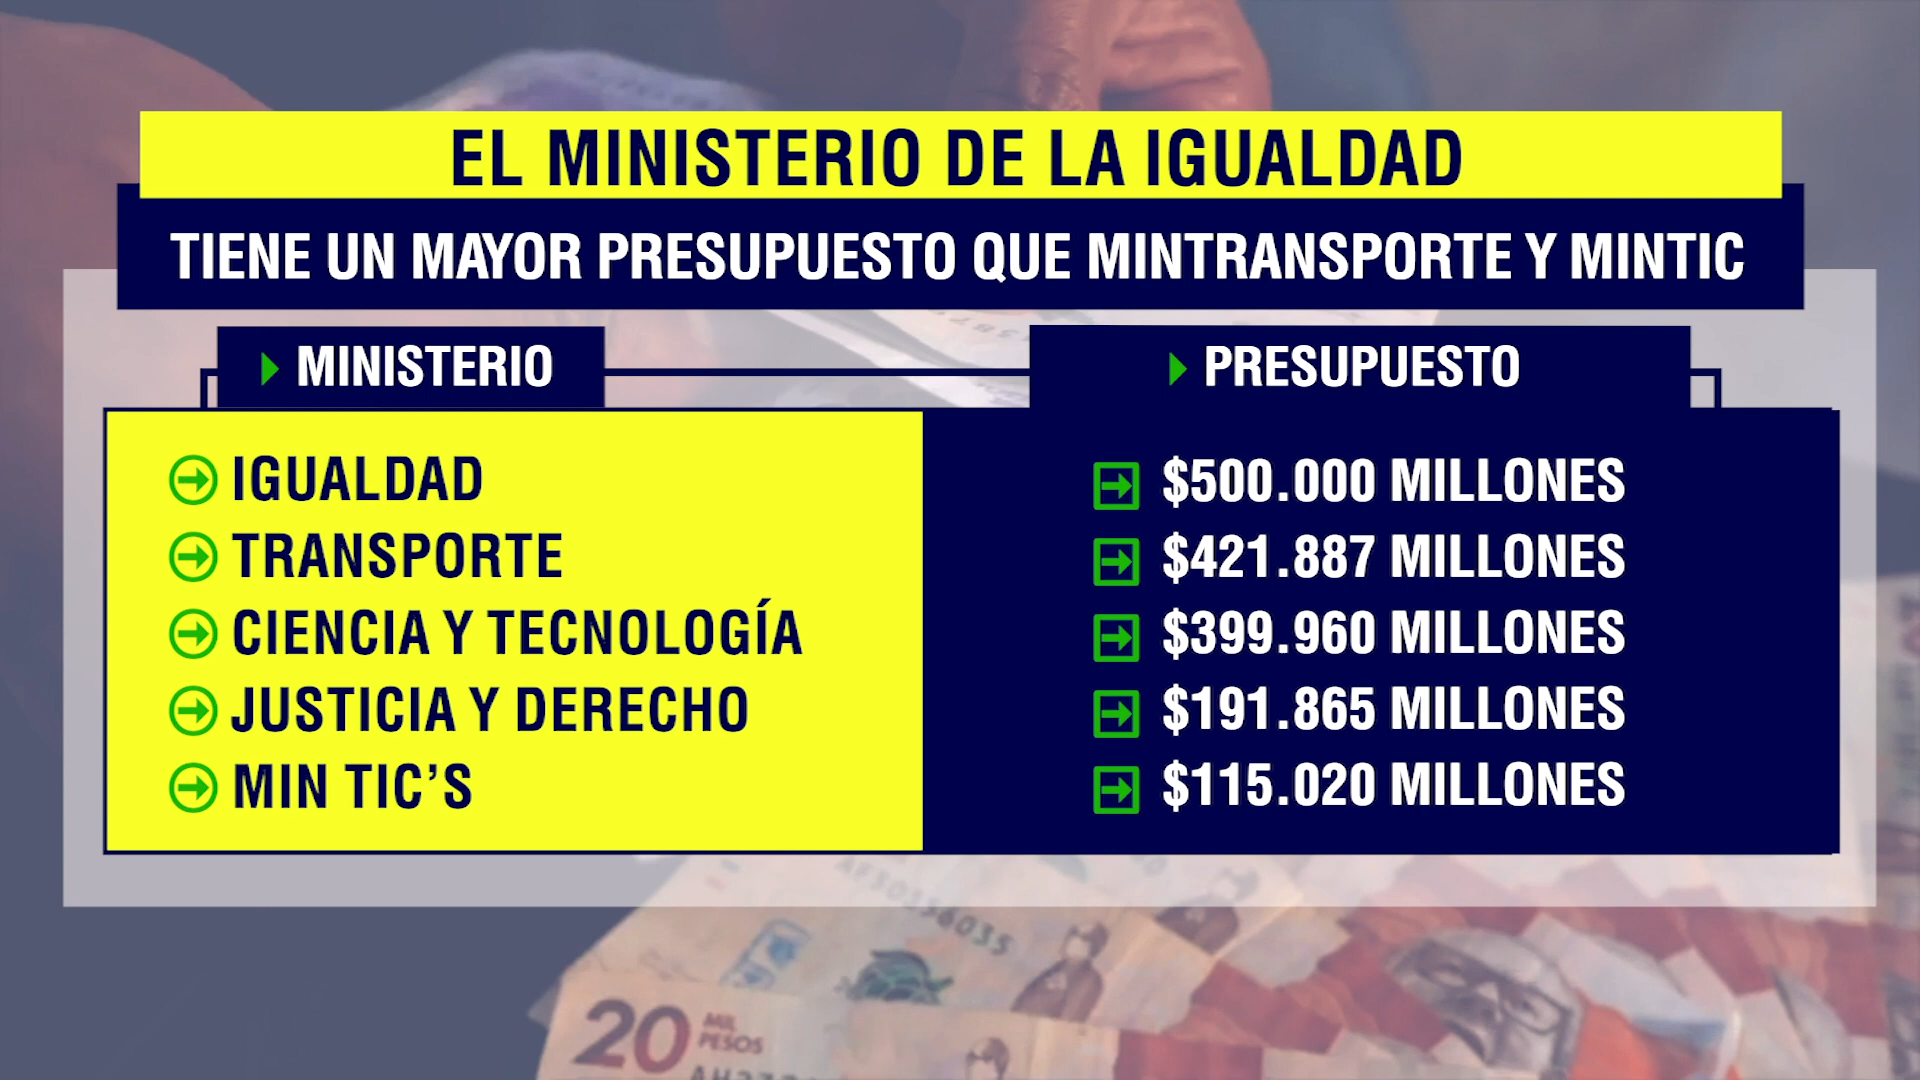 EL MINISTERIO DE LA IGUALDAD
TIENE UN MAYOR PRESUPUESTO QUE MINTRANSPORTE Y MINTIC
MINISTERIO
PRESUPUESTO
IGUALDAD
$500.000 MILLONES
TRANSPORTE
$421.887 MILLONES
CIENCIA Y TECNOLOGÍA
$399.960 MILLONES
JUSTICIA Y DERECHO
$191.865 MILLONES
MIN TIC’S
$115.020 MILLONES
20 MIL
PESOS